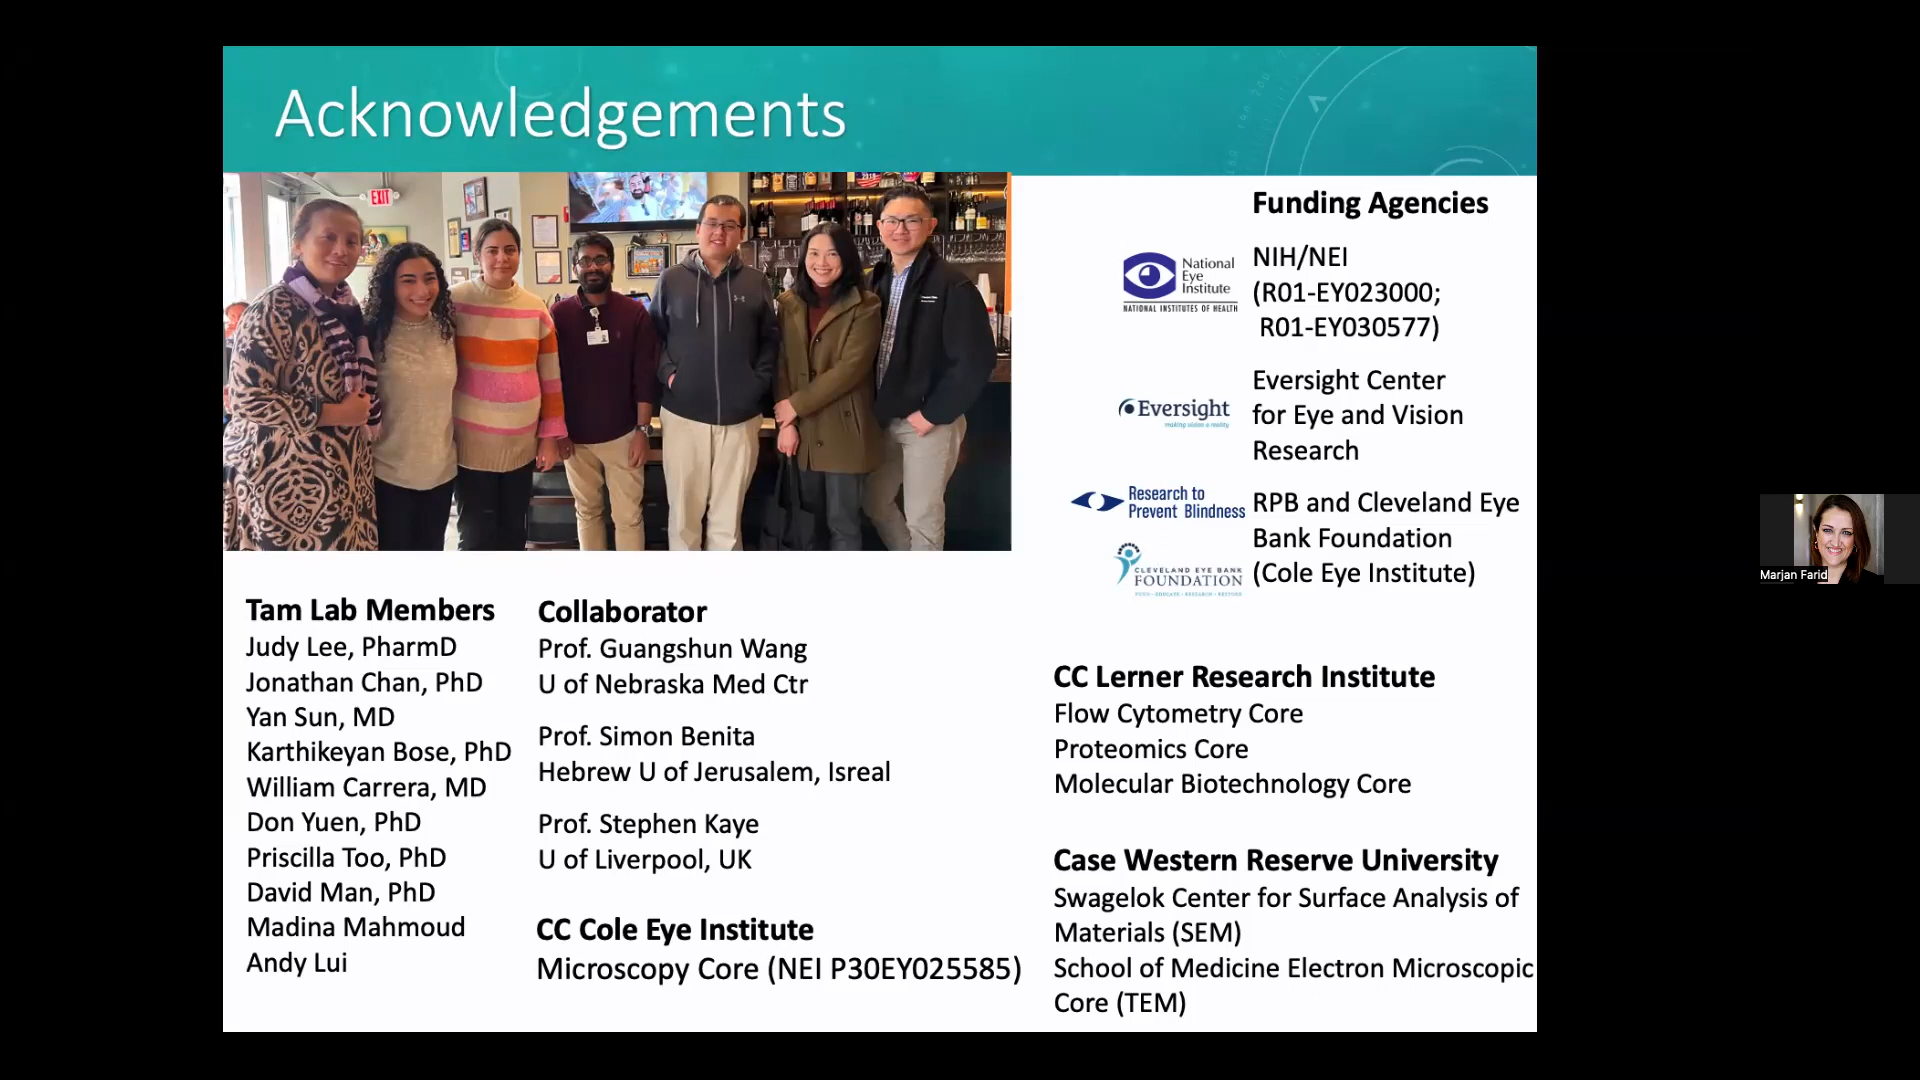 Acknowledgements
EXIT
Funding Agencies
National
Eye
Institute
NATIONAL INSTITUTES OF HEALTH
NIH/NEI
(R01-EY023000;
R01-EY030577)
Eversight
making vision a reality
Eversight Center
for Eye and Vision
Research
Research to
Prevent Blindness
RPB and Cleveland Eye
Bank Foundation
(Cole Eye Institute)
CLEVELAND EYE BANK
FOUNDATION
Marjan Farid
Tam Lab Members
Judy Lee, PharmD
Jonathan Chan, PhD
Yan Sun, MD
Karthikeyan Bose, PhD
William Carrera, MD
Don Yuen, PhD
Priscilla Too, PhD
David Man, PhD
Madina Mahmoud
Andy Lui
Collaborator
Prof. Guangshun Wang
U of Nebraska Med Ctr
Prof. Simon Benita
Hebrew U of Jerusalem, Isreal
Prof. Stephen Kaye
U of Liverpool, UK
CC Cole Eye Institute
Microscopy Core (NEI P30EY025585)
CC Lerner Research Institute
Flow Cytometry Core
Proteomics Core
Molecular Biotechnology Core
Case Western Reserve University
Swagelok Center for Surface Analysis of
Materials (SEM)
School of Medicine Electron Microscopic
Core (TEM)